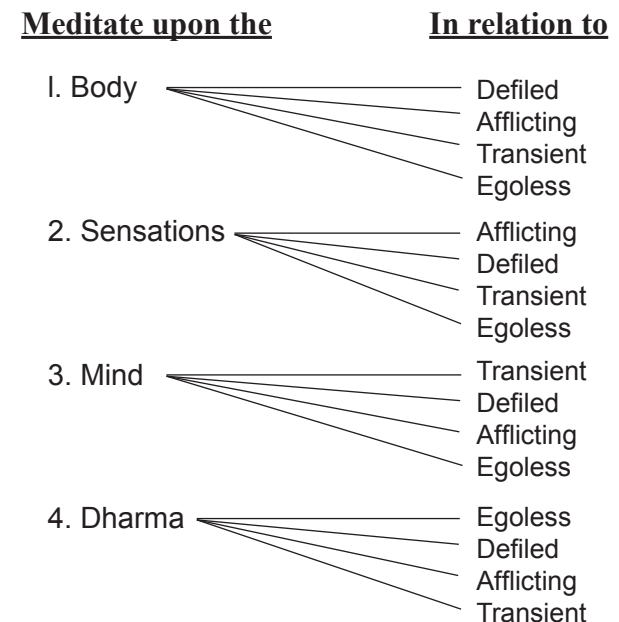 Meditate upon the In relation to
l. Body
Defiled
Afflicting
Transient
Egoless
2. Sensations
Afflicting
Defiled
Transient
Egoless
3. Mind
Transient
Defiled
Afflicting
Egoless
4. Dharma
Egoless
Defiled
Afflicting
Transient